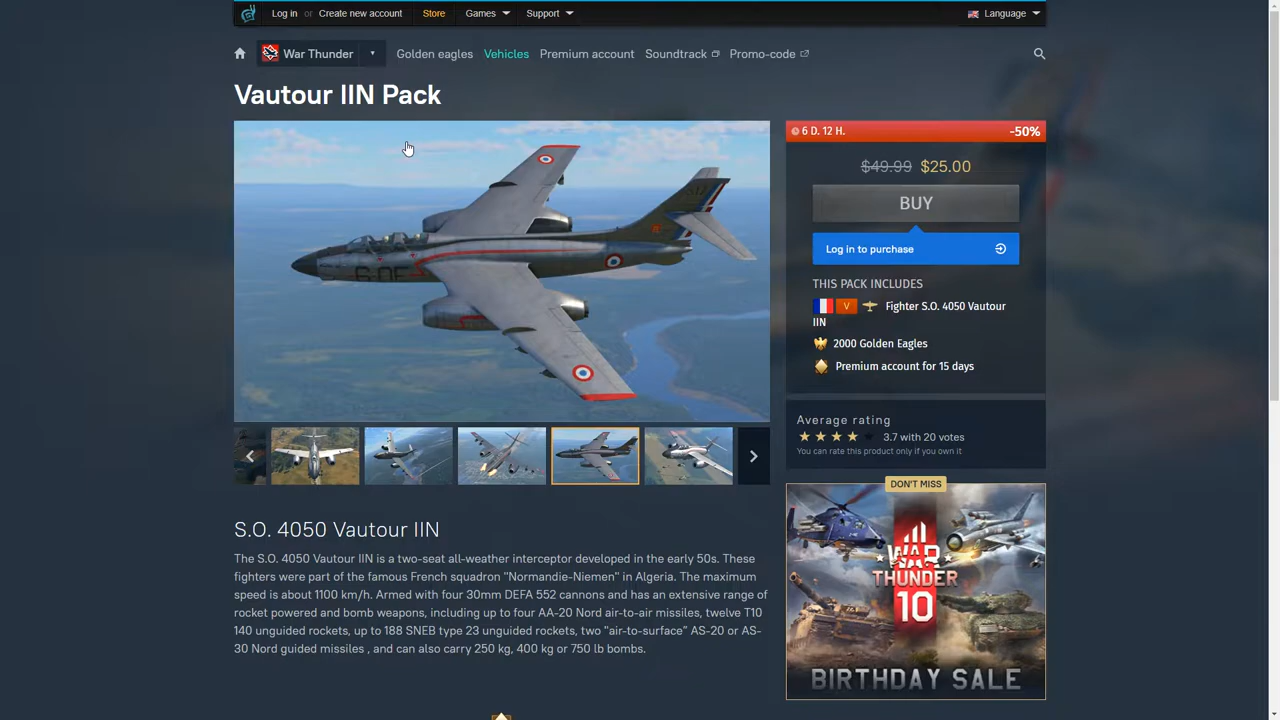 Log in or Create new account Store Games Support Language
War Thunder Golden eagles Vehicles Premium account Soundtrack Promo-code
Vautour IIN Pack
6 D. 12 H. -50%
$49.99 $25.00
BUY
Log in to purchase
THIS PACK INCLUDES
V Fighter S.O. 4050 Vautour
IIN
2000 Golden Eagles
Premium account for 15 days
Average rating
3.7 with 20 votes
You can rate this product only if you own it
DON'T MISS
WAR
THUNDER
10
BIRTHDAY SALE
S.O. 4050 Vautour IIN
The S.O. 4050 Vautour IIN is a two-seat all-weather interceptor developed in the early 50s. These
fighters were part of the famous French squadron "Normandie-Niemen" in Algeria. The maximum
speed is about 1100 km/h. Armed with four 30mm DEFA 552 cannons and has an extensive range of
rocket powered and bomb weapons, including up to four AA-20 Nord air-to-air missiles, twelve T10
140 unguided rockets, up to 188 SNEB type 23 unguided rockets, two "air-to-surface" AS-20 or AS-
30 Nord guided missiles , and can also carry 250 kg, 400 kg or 750 lb bombs.